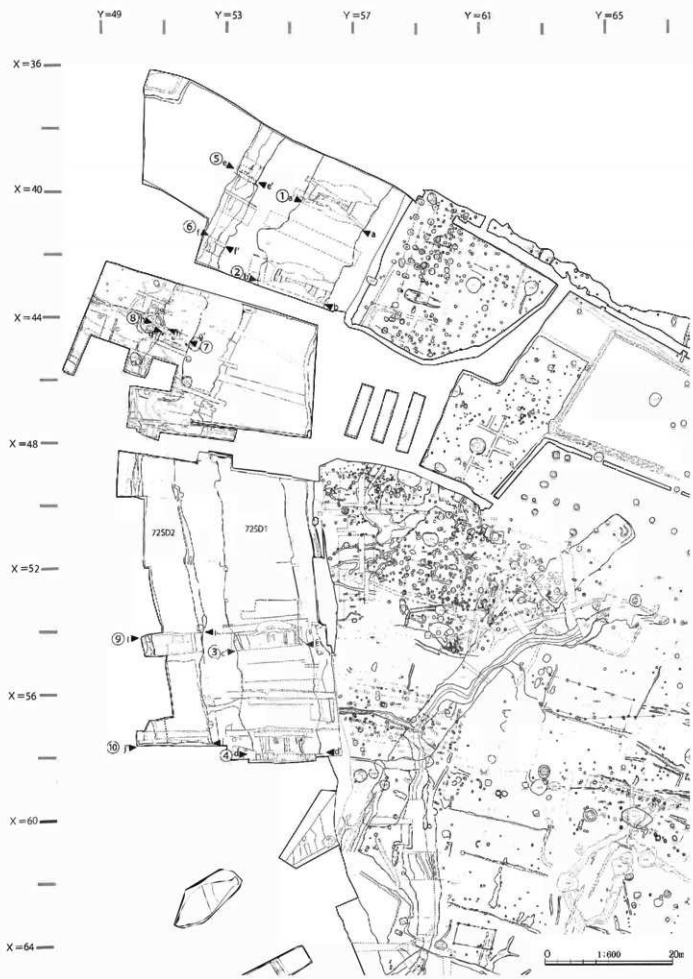 Y=49 Y=53 Y=57 Y=61 Y=65
X=36
⑤ e e'
X=40
① a a
⑥ f f'
② b b
X=44
⑧
⑦
X=48
72SD2 72SD1
X=52
⑨ i i
③ c c
X=56
⑩ j
④ d d'
X=60
X=64
0 1:600 20m